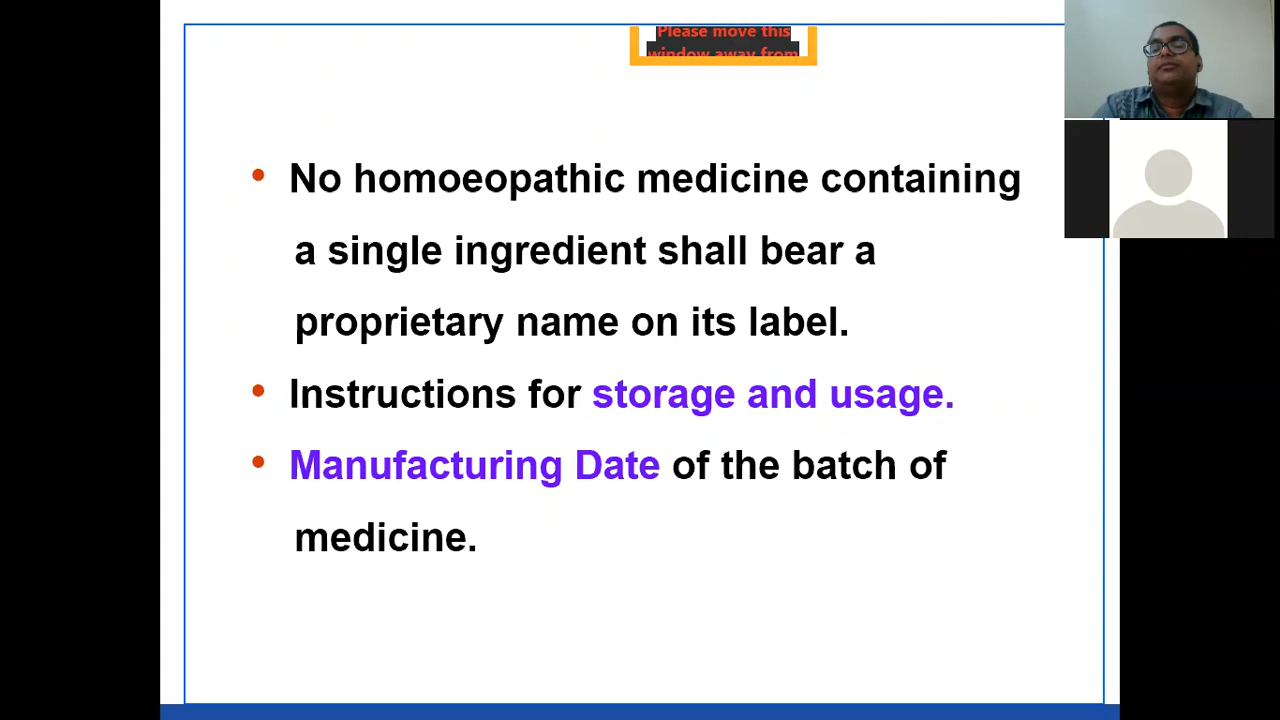 Please move this
window away from
• No homoeopathic medicine containing
a single ingredient shall bear a
proprietary name on its label.
• Instructions for storage and usage.
• Manufacturing Date of the batch of
medicine.